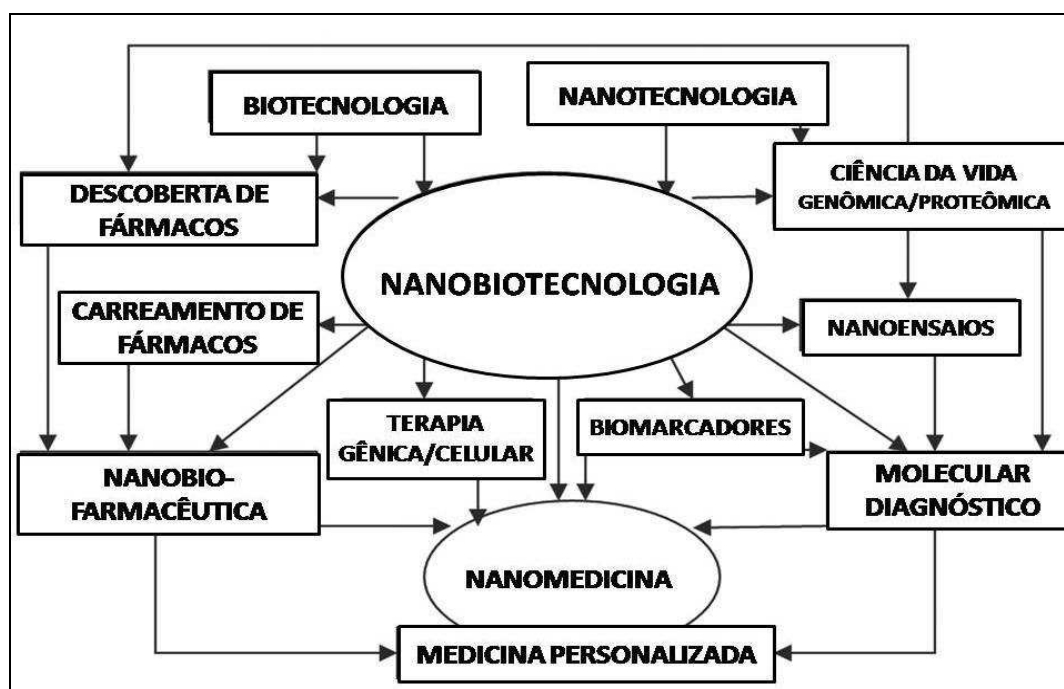 BIOTECNOLOGIA
NANOTECNOLOGIA
DESCOBERTA DE
FÁRMACOS
CIÊNCIA DA VIDA
GENÔMICA/PROTEÔMICA
NANOBIOTECNOLOGIA
CARREAMENTO DE
FÁRMACOS
NANOENSAIOS
TERAPIA
GÊNICA/CELULAR
BIOMARCADORES
NANOBIO-
FARMACÊUTICA
MOLECULAR
DIAGNÓSTICO
NANOMEDICINA
MEDICINA PERSONALIZADA